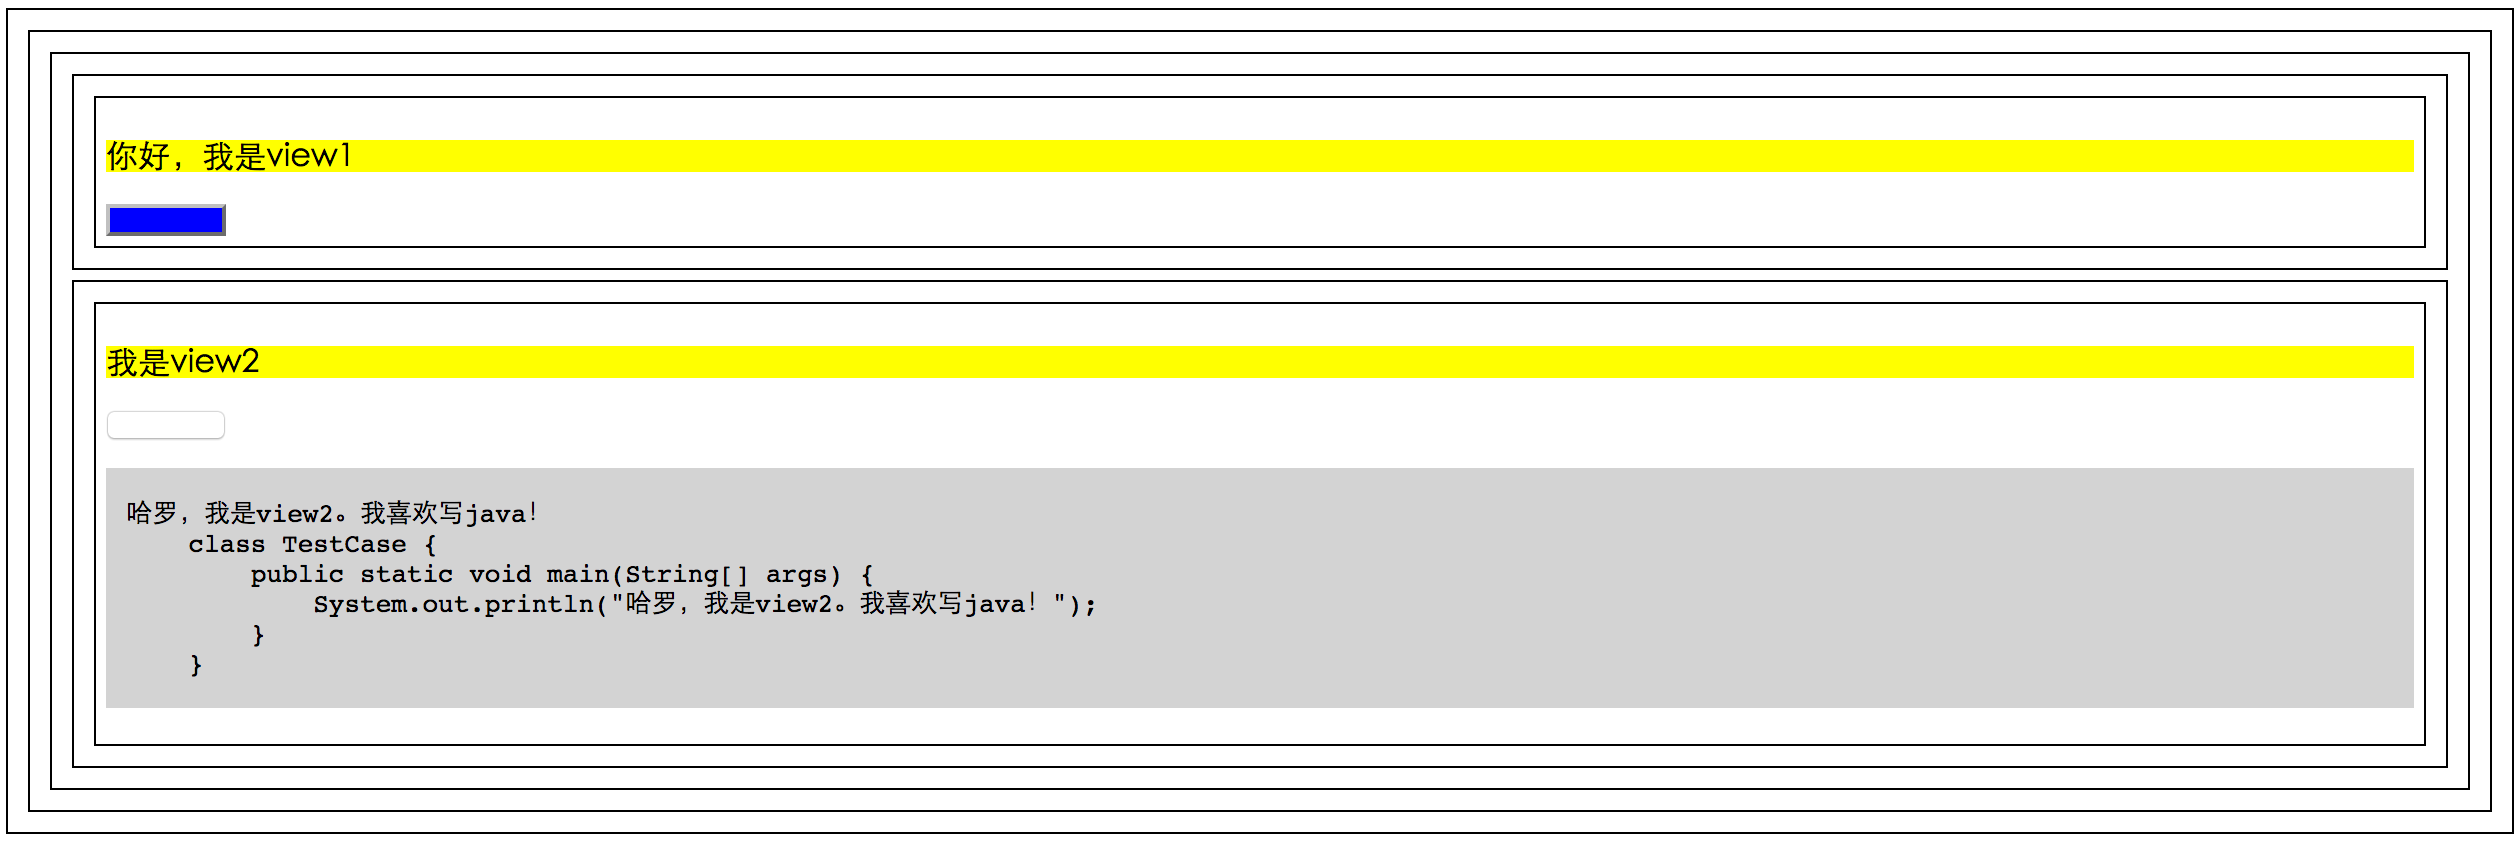 你好，我是view1
我是view2
哈罗，我是view2。我喜欢写java！
    class TestCase {
        public static void main(String[] args) {
            System.out.println("哈罗，我是view2。我喜欢写java！");
        }
    }